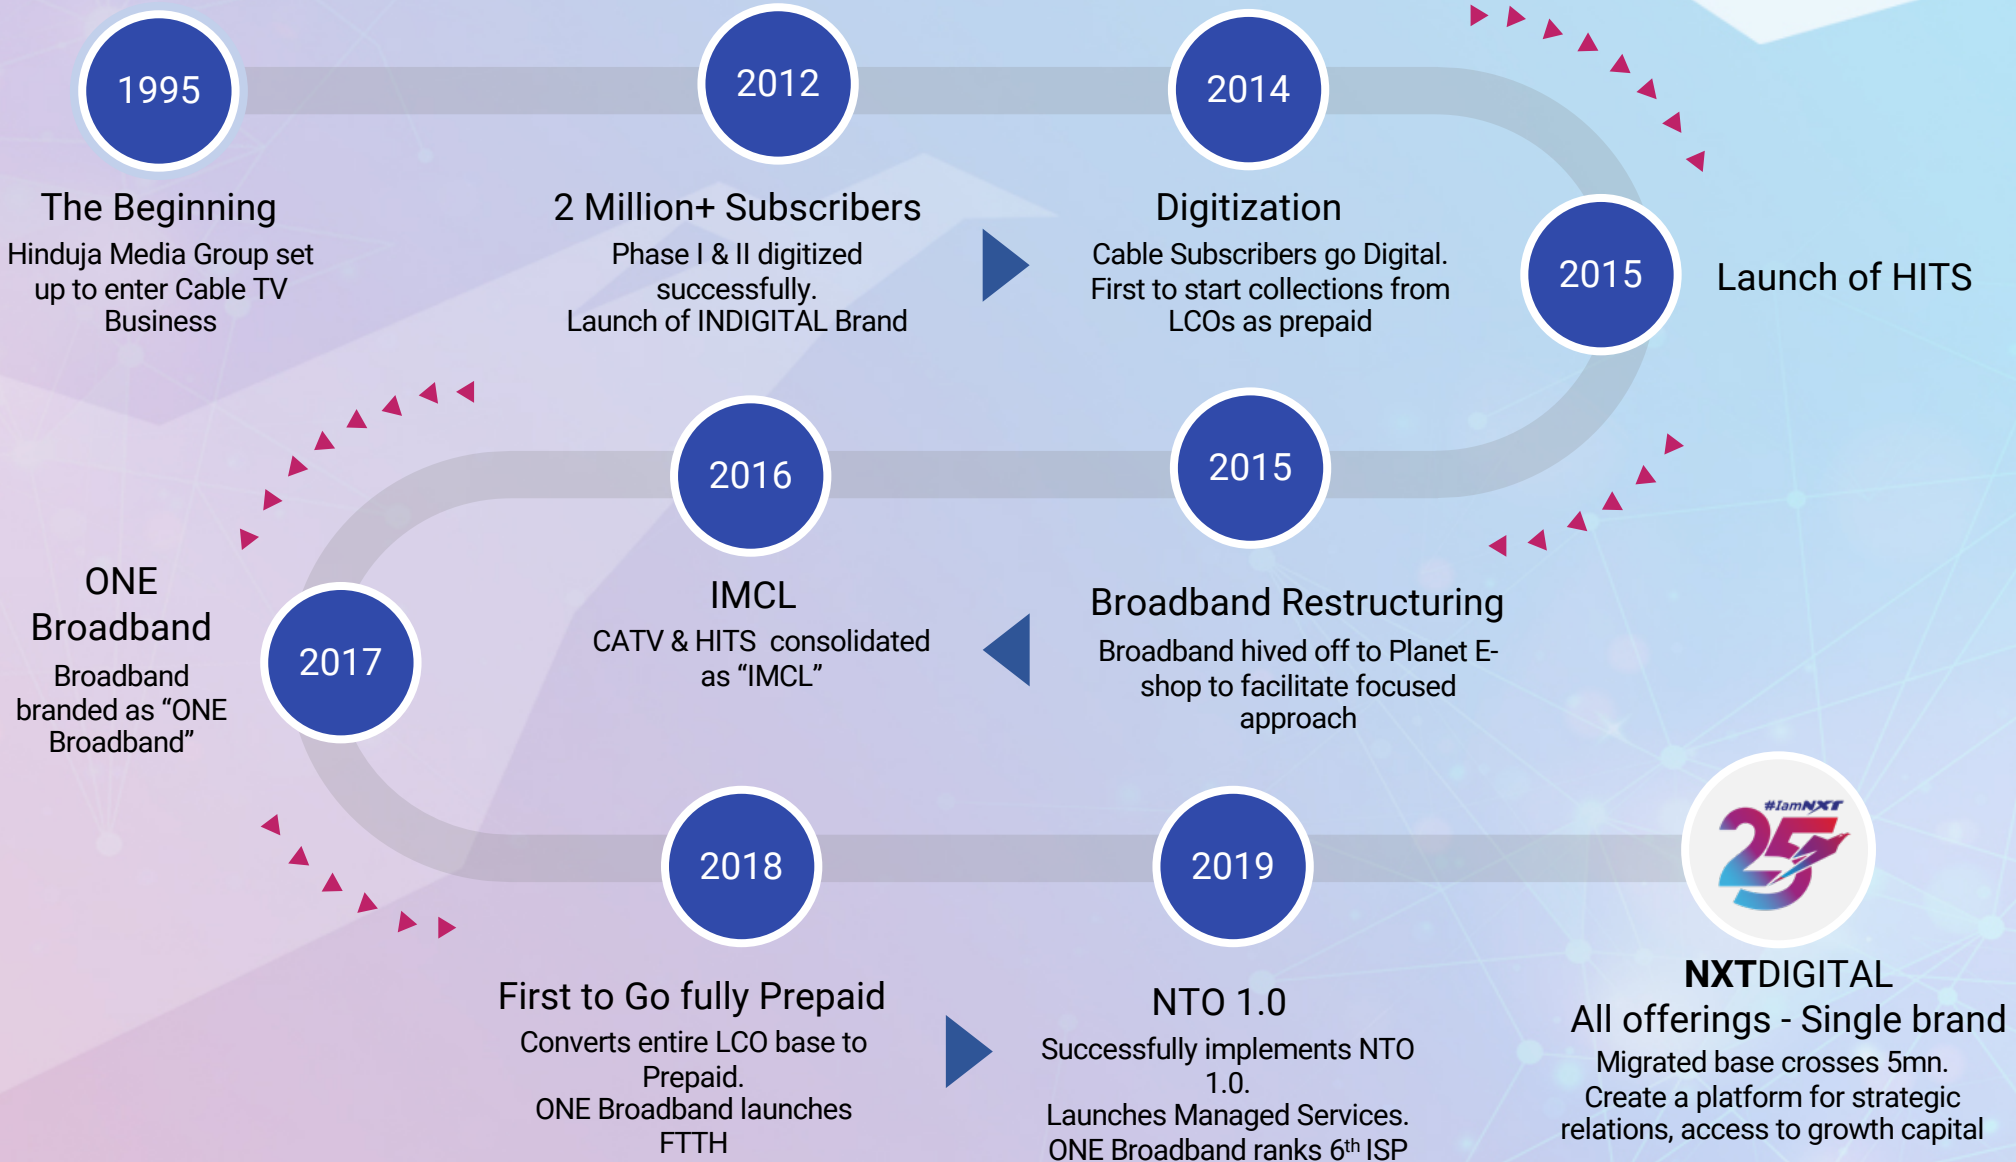 1995
The Beginning
Hinduja Media Group set
up to enter Cable TV
Business
2012
2 Million+ Subscribers
Phase I & II digitized
successfully.
Launch of INDIGITAL Brand
2014
Digitization
Cable Subscribers go Digital.
First to start collections from
LCOs as prepaid
2015
Launch of HITS
2015
Broadband Restructuring
Broadband hived off to Planet E-
shop to facilitate focused
approach
2016
IMCL
CATV & HITS consolidated
as “IMCL”
2017
ONE
Broadband
Broadband
branded as “ONE
Broadband”
2018
First to Go fully Prepaid
Converts entire LCO base to
Prepaid.
ONE Broadband launches
FTTH
2019
NTO 1.0
Successfully implements NTO
1.0.
Launches Managed Services.
ONE Broadband ranks 6th ISP
#IamNXT
25
NXTDIGITAL
All offerings - Single brand
Migrated base crosses 5mn.
Create a platform for strategic
relations, access to growth capital